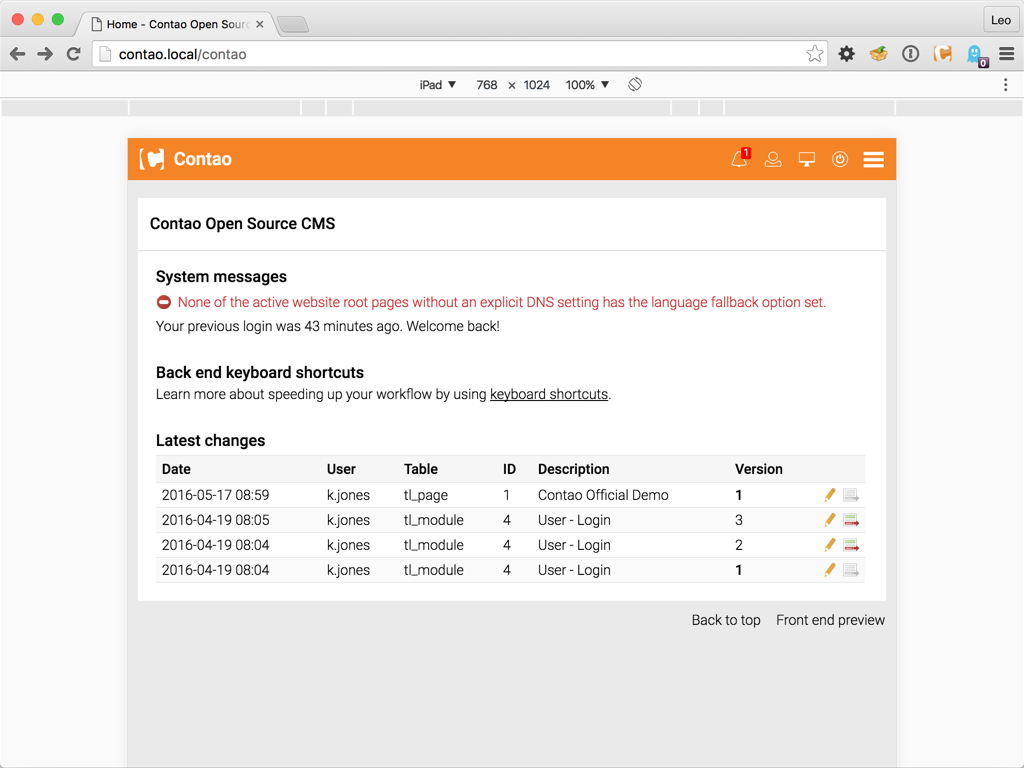 Home - Contao Open Sour
Leo
contao.local/contao
0
iPad ▼ 768 × 1024 100% ▼
Contao
1
Contao Open Source CMS
System messages
None of the active website root pages without an explicit DNS setting has the language fallback option set.
Your previous login was 43 minutes ago. Welcome back!
Back end keyboard shortcuts
Learn more about speeding up your workflow by using keyboard shortcuts.
Latest changes
Date User Table ID Description Version
2016-05-17 08:59 k.jones tl_page 1 Contao Official Demo 1
2016-04-19 08:05 k.jones tl_module 4 User - Login 3
2016-04-19 08:04 k.jones tl_module 4 User - Login 2
2016-04-19 08:04 k.jones tl_module 4 User - Login 1
Back to top Front end preview